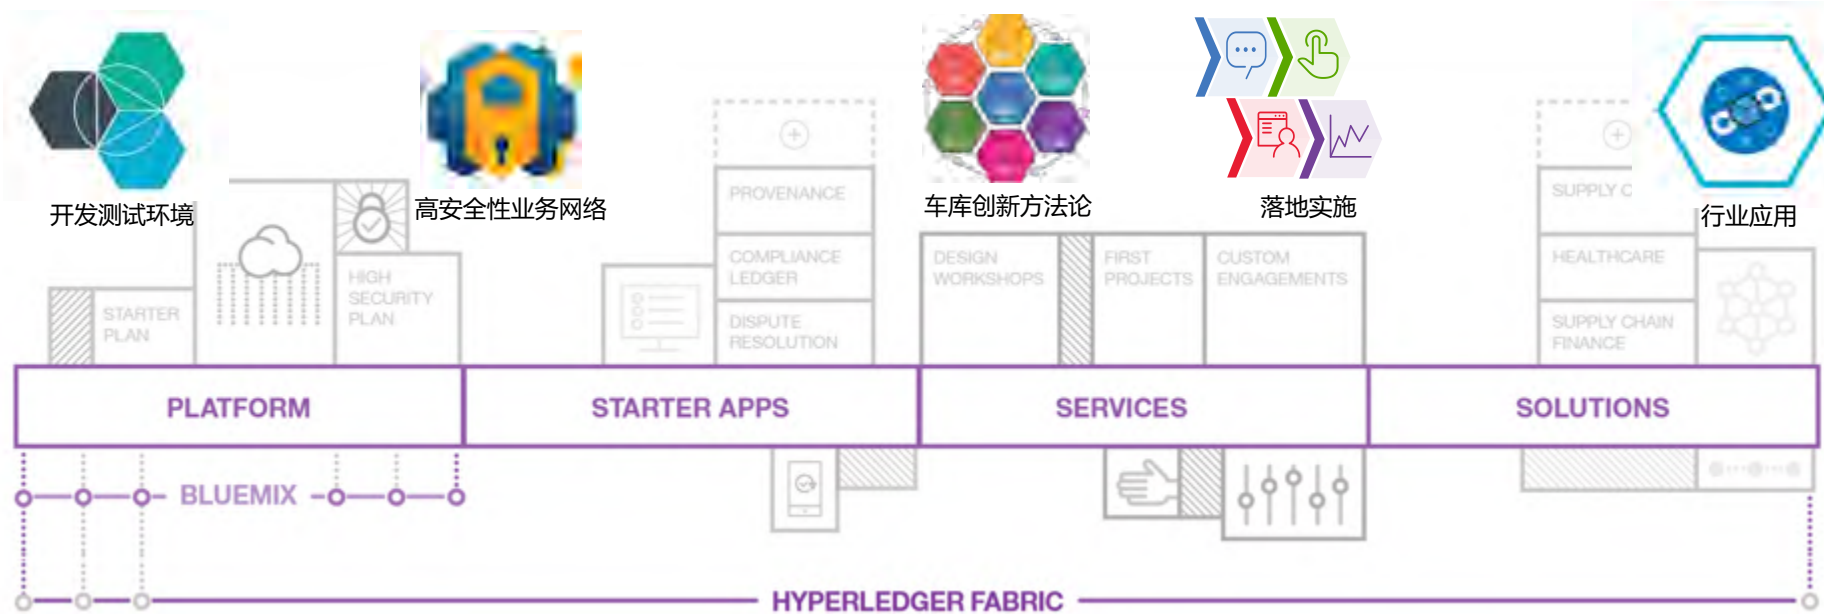 开发测试环境
高安全性业务网络
车库创新方法论
落地实施
行业应用
STARTER
PLAN
HIGH
SECURITY
PLAN
PROVENANCE
COMPLIANCE
LEDGER
DISPUTE
RESOLUTION
DESIGN
WORKSHOPS
FIRST
PROJECTS
CUSTOM
ENGAGEMENTS
SUPPLY C
HEALTHCARE
SUPPLY CHAIN
FINANCE
PLATFORM
STARTER APPS
SERVICES
SOLUTIONS
BLUEMIX
HYPERLEDGER FABRIC